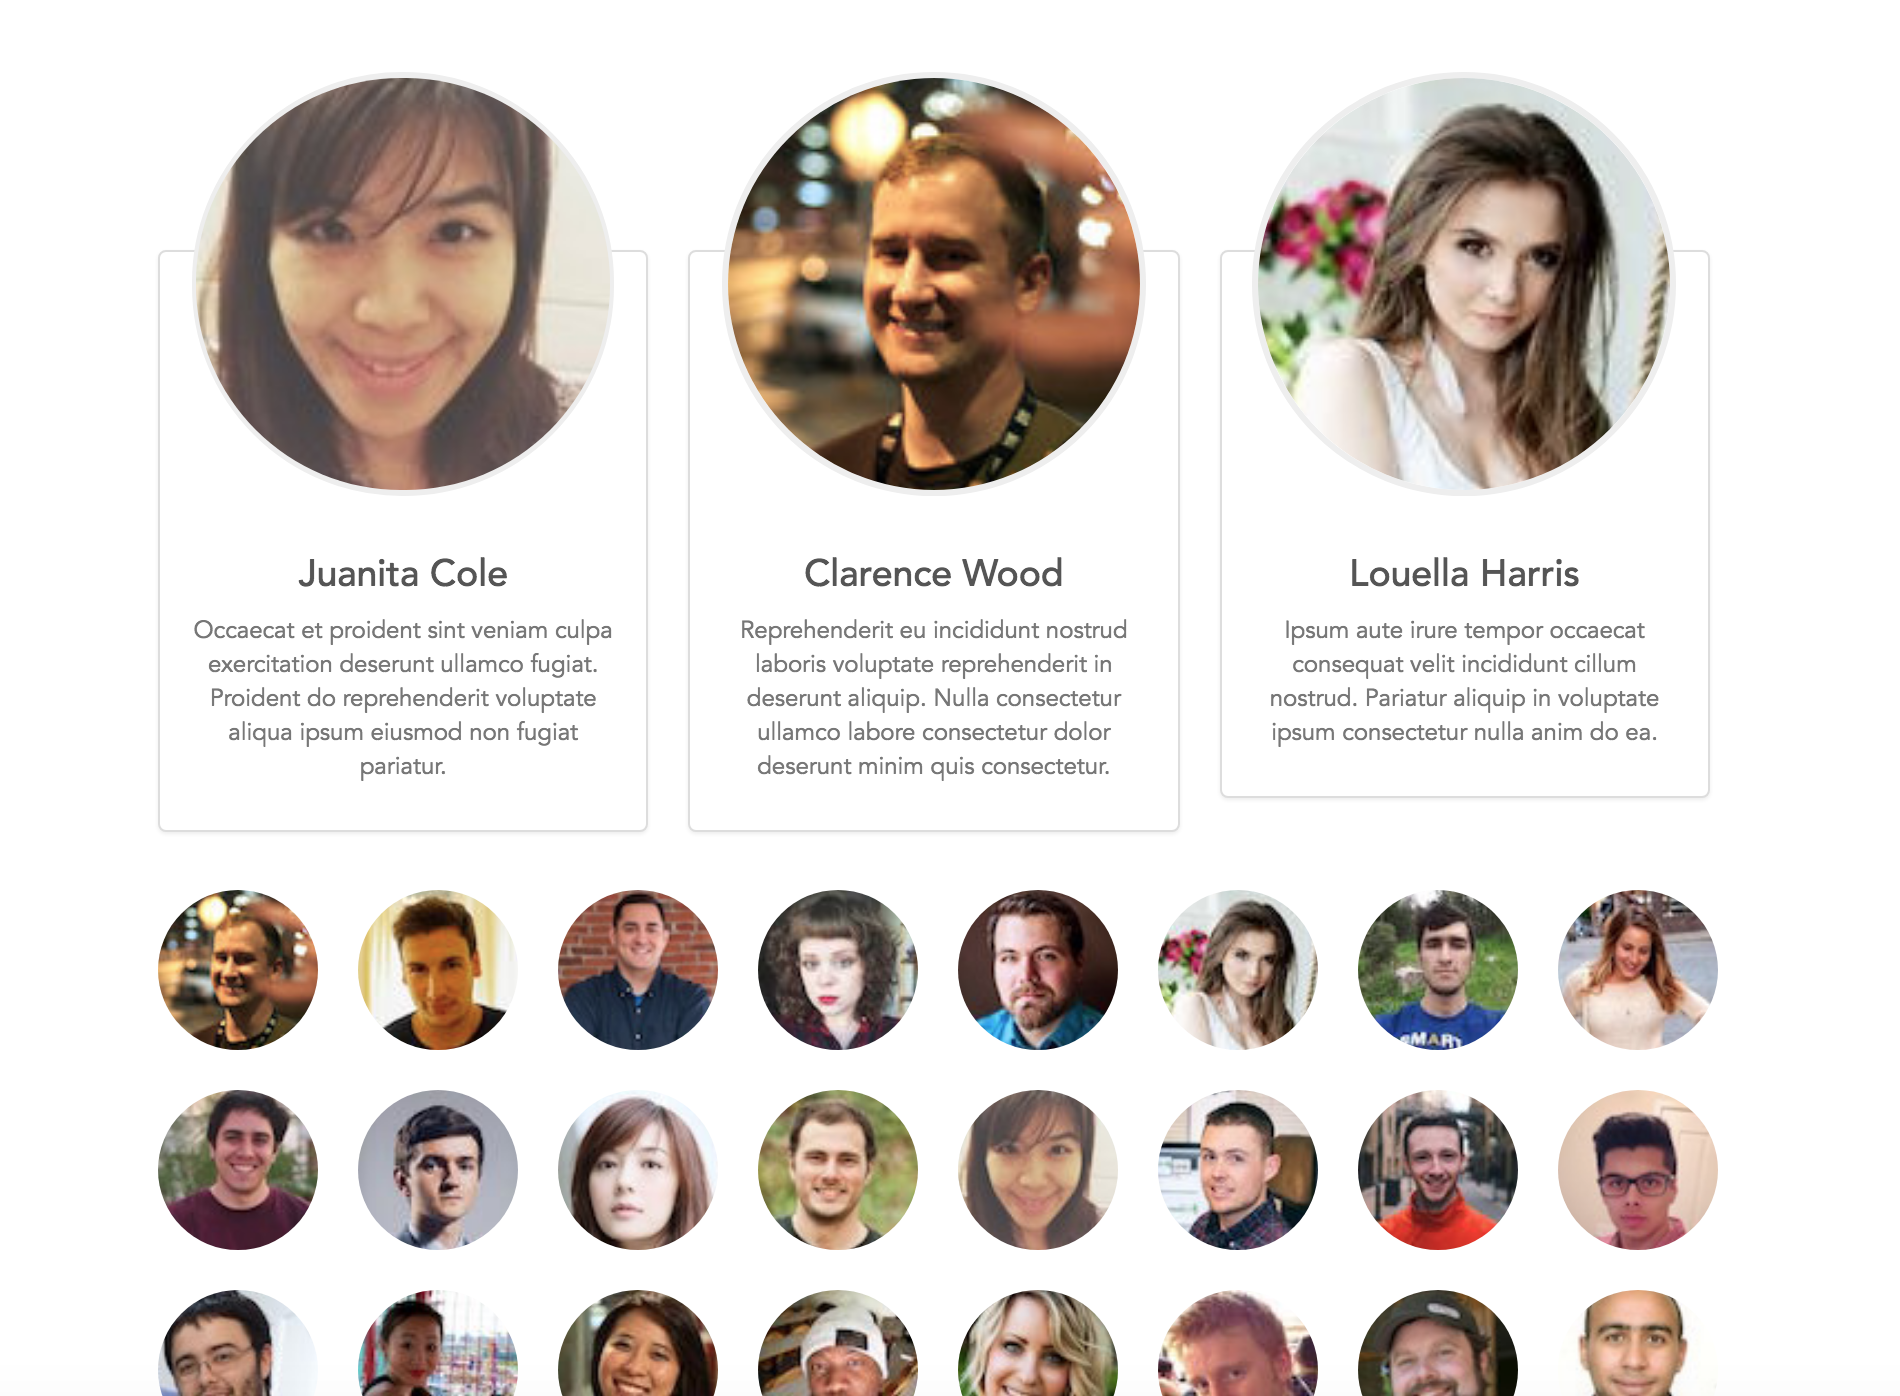 Juanita Cole
Occaecat et proident sint veniam culpa
exercitation deserunt ullamco fugiat.
Proident do reprehenderit voluptate
aliqua ipsum eiusmod non fugiat
pariatur.
Clarence Wood
Reprehenderit eu incididunt nostrud
laboris voluptate reprehenderit in
deserunt aliquip. Nulla consectetur
ullamco labore consectetur dolor
deserunt minim quis consectetur.
Louella Harris
Ipsum aute irure tempor occaecat
consequat velit incididunt cillum
nostrud. Pariatur aliquip in voluptate
ipsum consectetur nulla anim do ea.